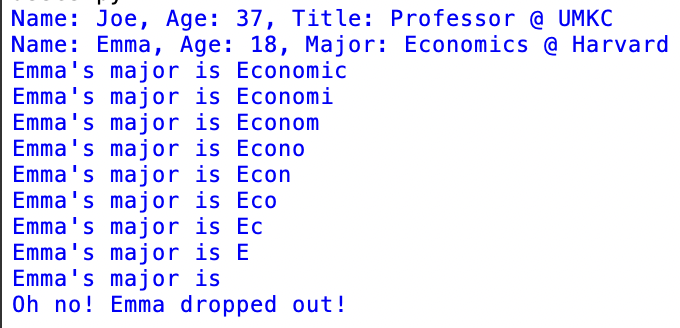 Name: Joe, Age: 37, Title: Professor @ UMKC
Name: Emma, Age: 18, Major: Economics @ Harvard
Emma's major is Economic
Emma's major is Economi
Emma's major is Econom
Emma's major is Econo
Emma's major is Econ
Emma's major is Eco
Emma's major is Ec
Emma's major is E
Emma's major is
Oh no! Emma dropped out!